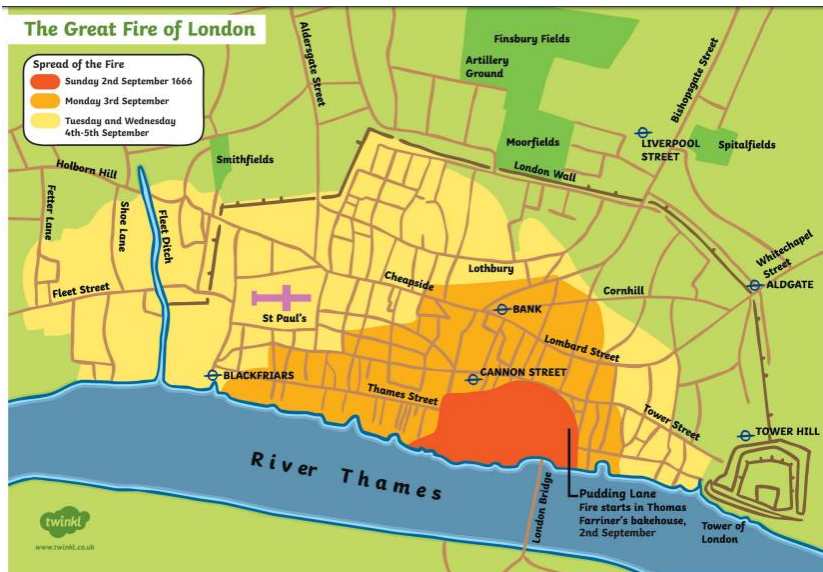 The Great Fire of London
Spread of the Fire
Sunday 2nd September 1666
Monday 3rd September
Tuesday and Wednesday
4th-5th September
Aldersgate Street
Finsbury Fields
Artillery
Ground
Bishopsgate Street
Moorfields
LIVERPOOL
STREET
Spitalfields
Smithfields
London Wall
Holborn Hill
Fetter Lane
Shoe Lane
Fleet Ditch
Whitechapel
Street
ALDGATE
Lothbury
Cheapside
Cornhill
Fleet Street
St Paul's
BANK
Lombard Street
BLACKFRIARS
CANNON STREET
Thames Street
Tower Street
TOWER HILL
River Thames
London Bridge
Pudding Lane
Fire starts in Thomas
Farriner's bakehouse,
2nd September
Tower of
London
twinkl
www.twinkl.co.uk